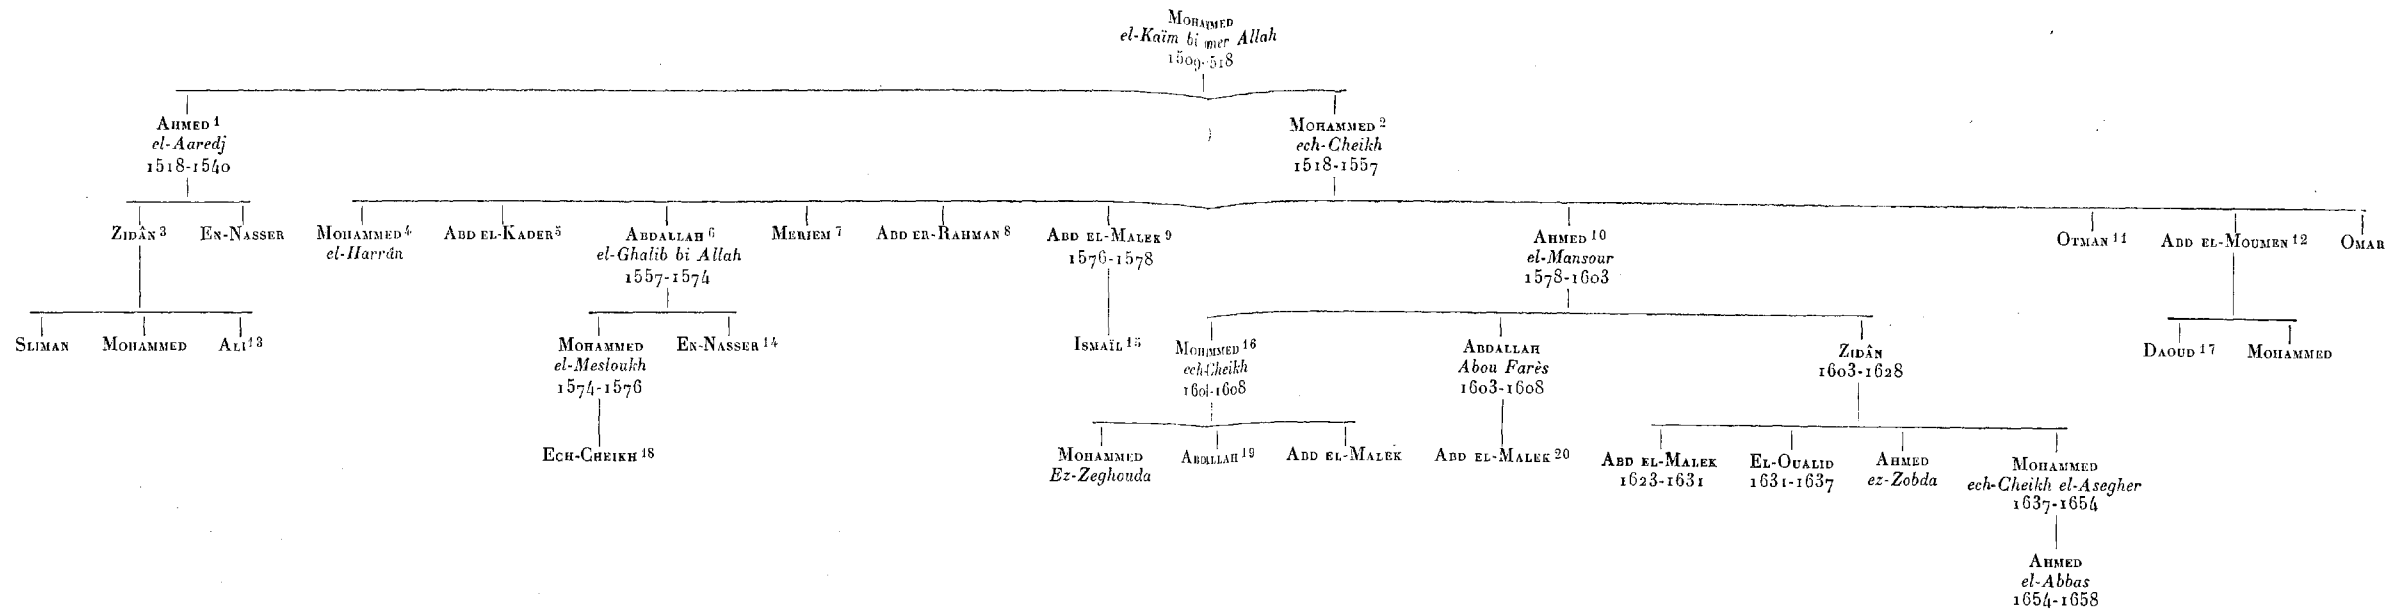 MOHAMMED
el-Kaïm bi mer Allah
1509-518
AHMED 1
el-Aaredj
1518-1540
MOHAMMED 2
ech-Cheikh
1518-1557
ZIDÂN 3
EN-NASSER
MOHAMMED 4
el-Harrân
ABD EL-KADER 5
ABDALLAH 6
el-Ghalib bi Allah
1557-1574
MERIEM 7
ABD ER-RAHMAN 8
ABD EL-MALEK 9
1576-1578
AHMED 10
el-Mansour
1578-1603
OTMAN 11
ABD EL-MOUMEN 12
OMAR
SLIMAN
MOHAMMED
ALI 13
MOHAMMED
el-Mesloukh
1574-1576
EN-NASSER 14
ISMAÏL 15
MOHAMMED 16
ech-Cheikh
160-1608
ABDALLAH
Abou Farès
1603-1608
ZIDÂN
1603-1628
DAOUD 17
MOHAMMED
ECH-CHEIKH 18
MOHAMMED
Ez-Zeghouda
ABDALLAH 19
ABD EL-MALEK
ABD EL-MALEK 20
ABD EL-MALEK
1623-1631
EL-OUALID
1631-1637
AHMED
ez-Zobda
MOHAMMED
ech-Cheikh el-Asegher
1637-1654
AHMED
el-Abbas
1654-1658